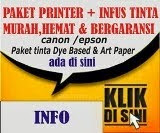 PAKET PRINTER + INFUS TINTA
MURAH,HEMAT & BERGARANSI
canon /epson
Paket tinta Dye Based & Art Paper
ada di sini
INFO
KLIK
DI SINI